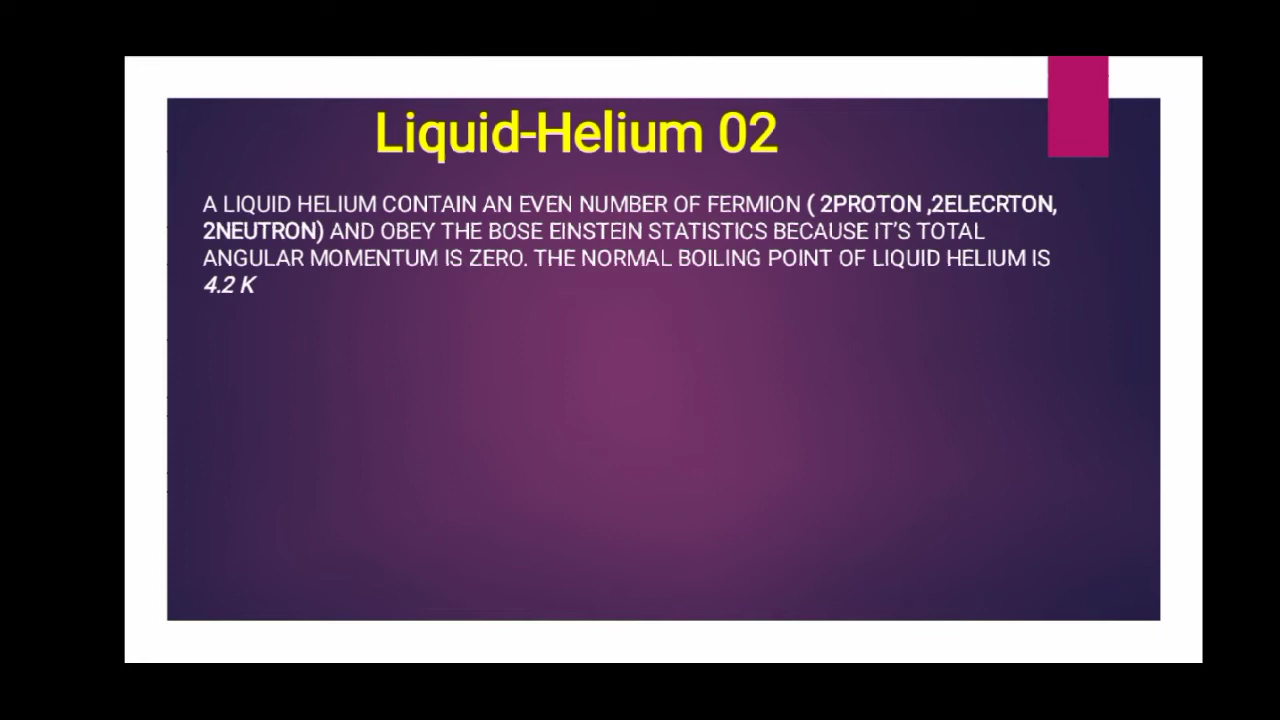 Liquid-Helium 02
A LIQUID HELIUM CONTAIN AN EVEN NUMBER OF FERMION ( 2PROTON ,2ELECRTON,
2NEUTRON) AND OBEY THE BOSE EINSTEIN STATISTICS BECAUSE IT'S TOTAL
ANGULAR MOMENTUM IS ZERO. THE NORMAL BOILING POINT OF LIQUID HELIUM IS
4.2 K